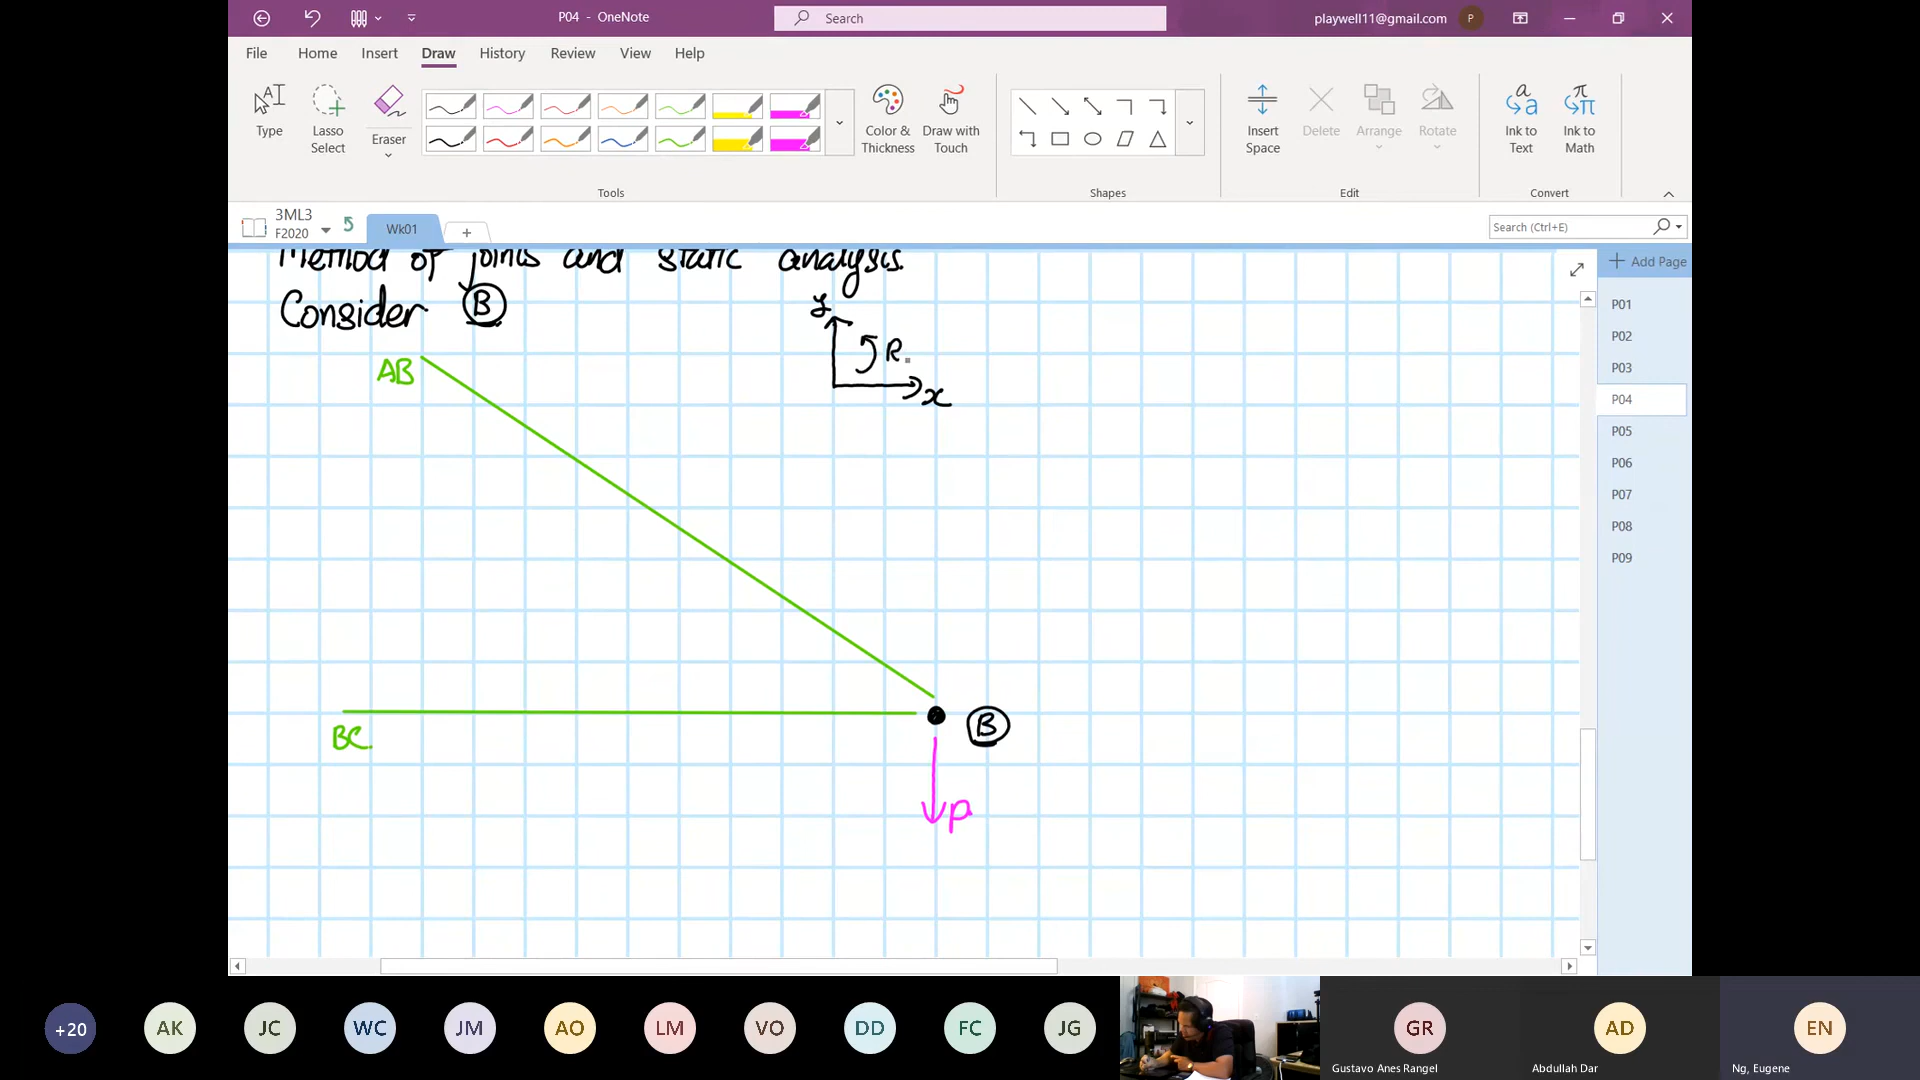 P04 - OneNote
Search
playwell11@gmail.com
P
File Home Insert Draw History Review View Help
Type
Lasso Select
Eraser
Color & Thickness
Draw with Touch
Insert Space
Delete
Arrange
Rotate
Ink to Text
Ink to Math
Tools
Shapes
Edit
Convert
3ML3
F2020
Wk01
Search (Ctrl+E)
Add Page
P01
P02
P03
P04
P05
P06
P07
P08
P09
Method of joints and static analysis.
Consider B
y
R
x
AB
BC
B
P
+20 AK JC WC JM AO LM VO DD FC JG GR AD EN
Gustavo Anes Rangel
Abdullah Dar
Ng, Eugene